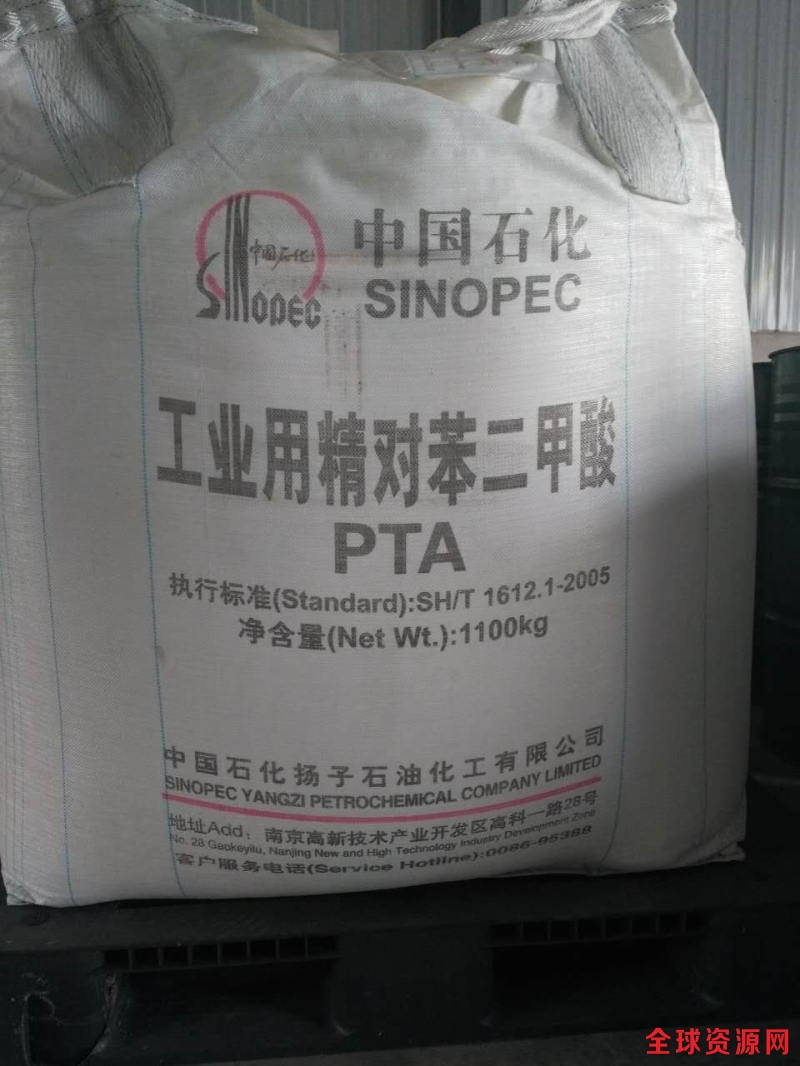 中国石化
SINOPEC
中国石化
SINOPEC
工业用精对苯二甲酸
PTA
执行标准(Standard):SH/T 1612.1-2005
净含量(Net Wt.):1100kg
中国石化扬子石油化工有限公司
SINOPEC YANGZI PETROCHEMICAL COMPANY LIMITED
地址Add：南京高新技术产业开发区高科一路28号
No. 28 Gaokeyilu, Nanjing New and High Technology Industry Development Zone
客户服务电话(Service Hotline):0086-95388
全球资源网